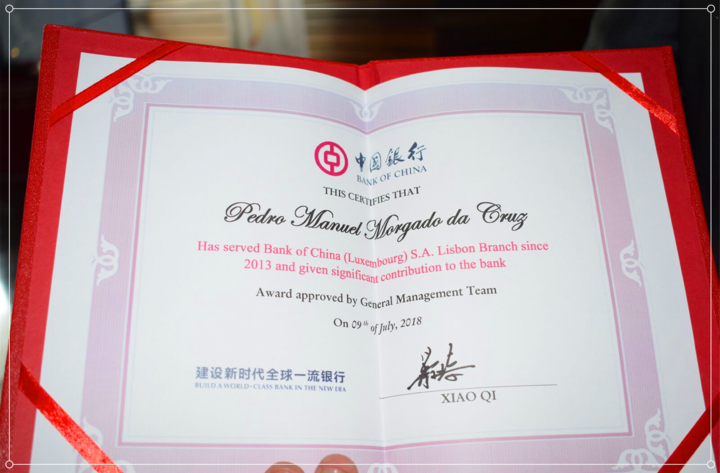 中国銀行
BANK OF CHINA
THIS CERTIFIES THAT
Pedro Manuel Morgado da Cruz
Has served Bank of China (Luxembourg) S.A. Lisbon Branch since
2013 and given significant contribution to the bank
Award approved by General Management Team
On 09th of July, 2018
建设新时代全球一流银行
BUILD A WORLD-CLASS BANK IN THE NEW ERA
XIAO QI